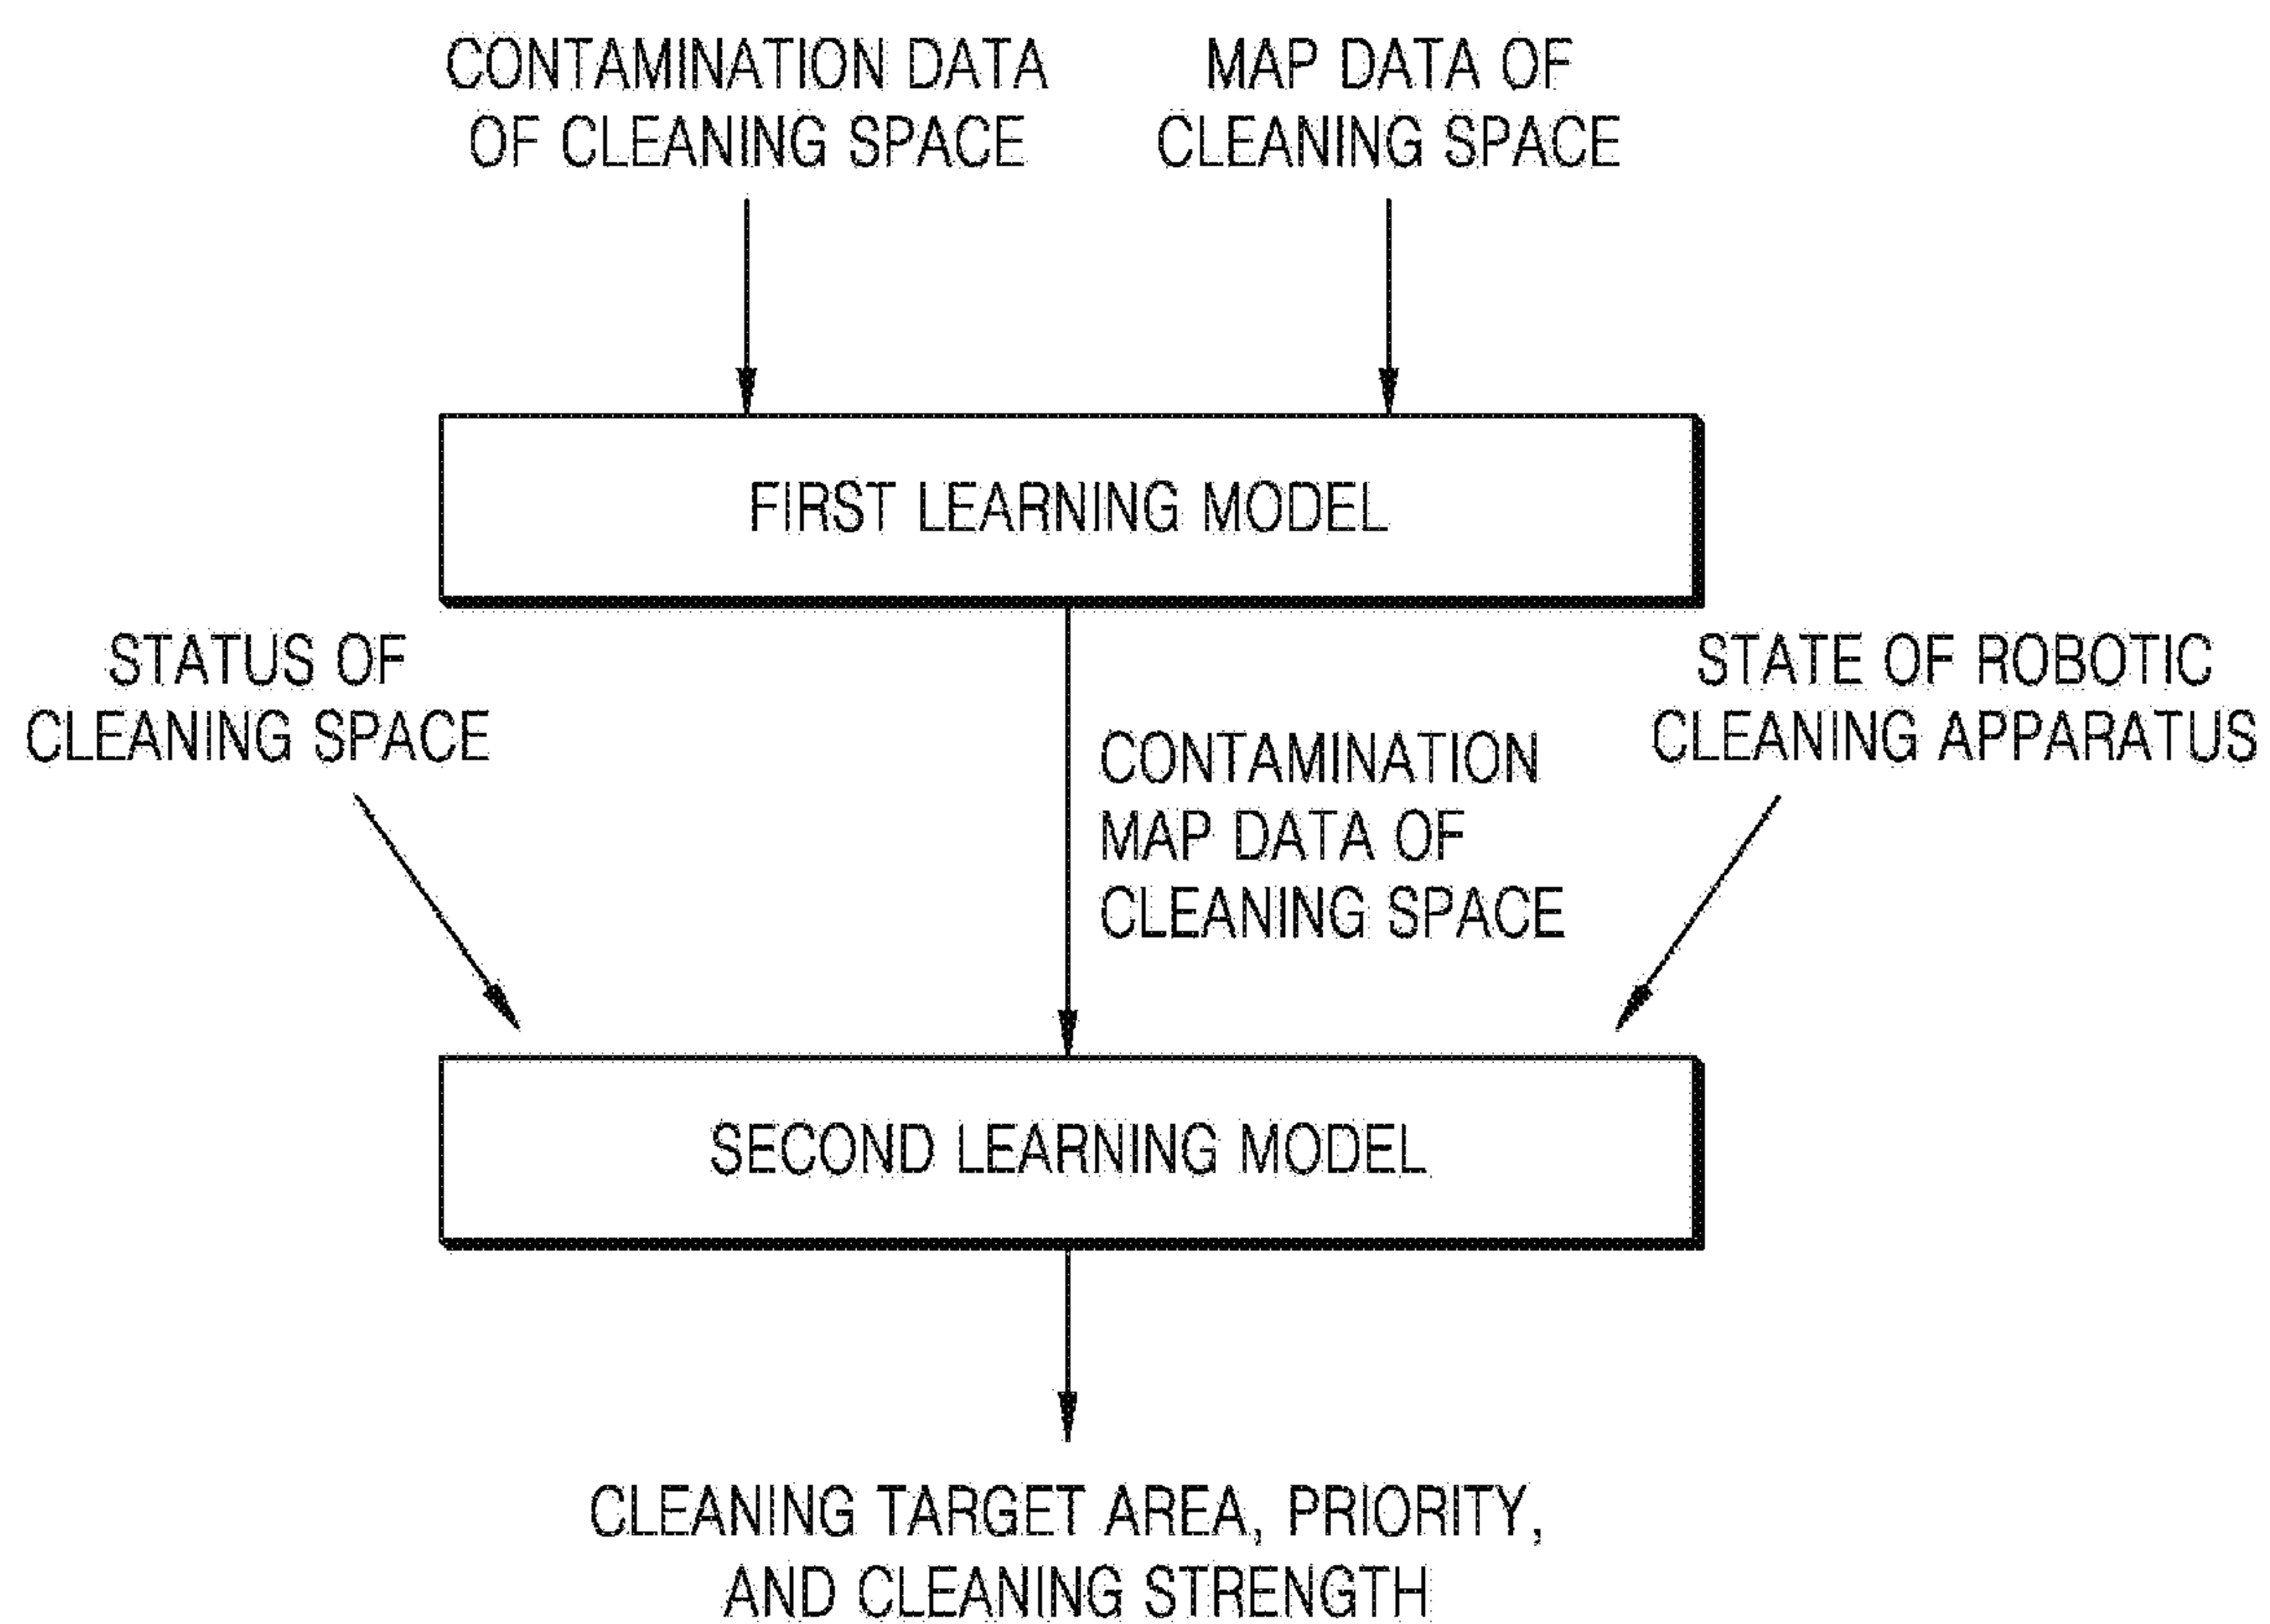 CONTAMINATION DATA
OF CLEANING SPACE
MAP DATA OF
CLEANING SPACE
FIRST LEARNING MODEL
STATUS OF
CLEANING SPACE
CONTAMINATION
MAP DATA OF
CLEANING SPACE
STATE OF ROBOTIC
CLEANING APPARATUS
SECOND LEARNING MODEL
CLEANING TARGET AREA, PRIORITY,
AND CLEANING STRENGTH